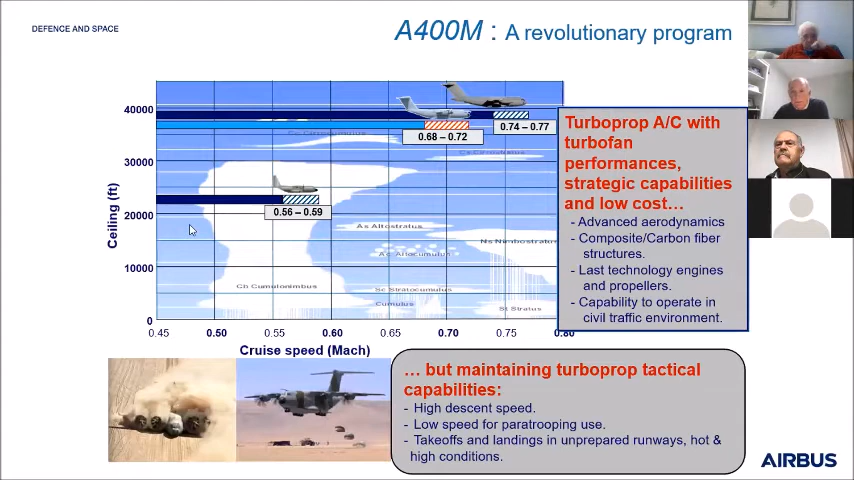 DEFENCE AND SPACE
A400M : A revolutionary program
Ceiling (ft)
40000
30000
20000
10000
0
0.74 – 0.77
0.68 – 0.72
0.56 – 0.59
As Altostratus
Ns Nimbostratus
Ac Altocumulus
Cb Cumulonimbus
Sc Stratocumulus
Cumulus
St Stratus
0.45 0.50 0.55 0.60 0.65 0.70 0.75 0.80
Cruise speed (Mach)
Turboprop A/C with
turbofan
performances,
strategic capabilities
and low cost…
- Advanced aerodynamics
- Composite/Carbon fiber
structures.
- Last technology engines
and propellers.
- Capability to operate in
civil traffic environment.
… but maintaining turboprop tactical
capabilities:
- High descent speed.
- Low speed for paratrooping use.
- Takeoffs and landings in unprepared runways, hot &
high conditions.
AIRBUS